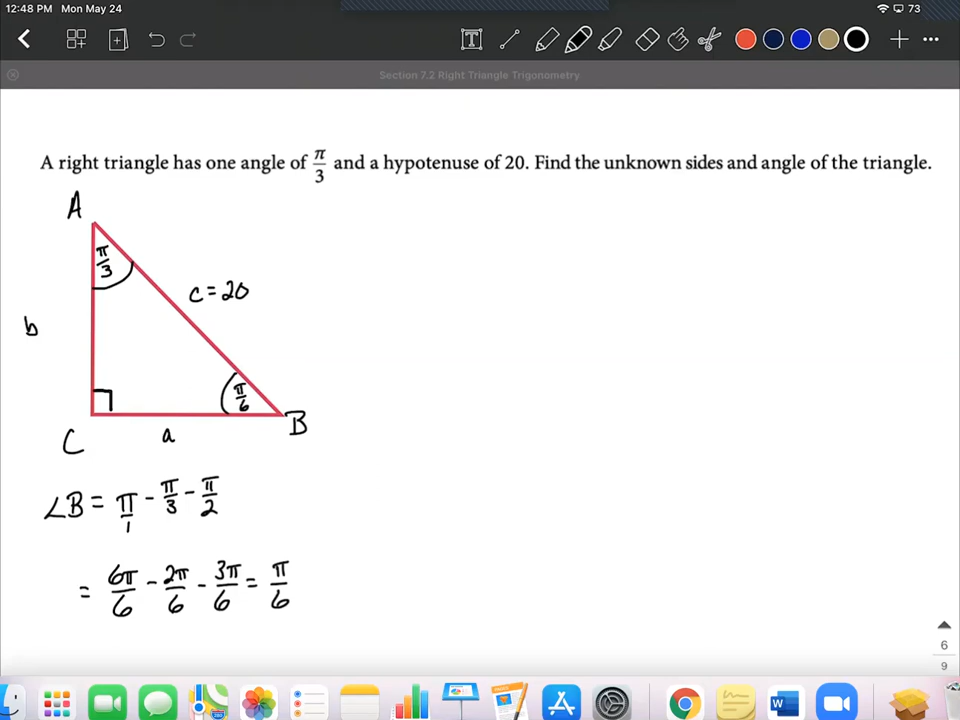 12:48 PM Mon May 24
73
Section 7.2 Right Triangle Trigonometry
A right triangle has one angle of π/3 and a hypotenuse of 20. Find the unknown sides and angle of the triangle.
A
π/3
c = 20
b
π/6
B
C
a
∠B = π/1 - π/3 - π/2
= 6π/6 - 2π/6 - 3π/6 = π/6
6
9
W